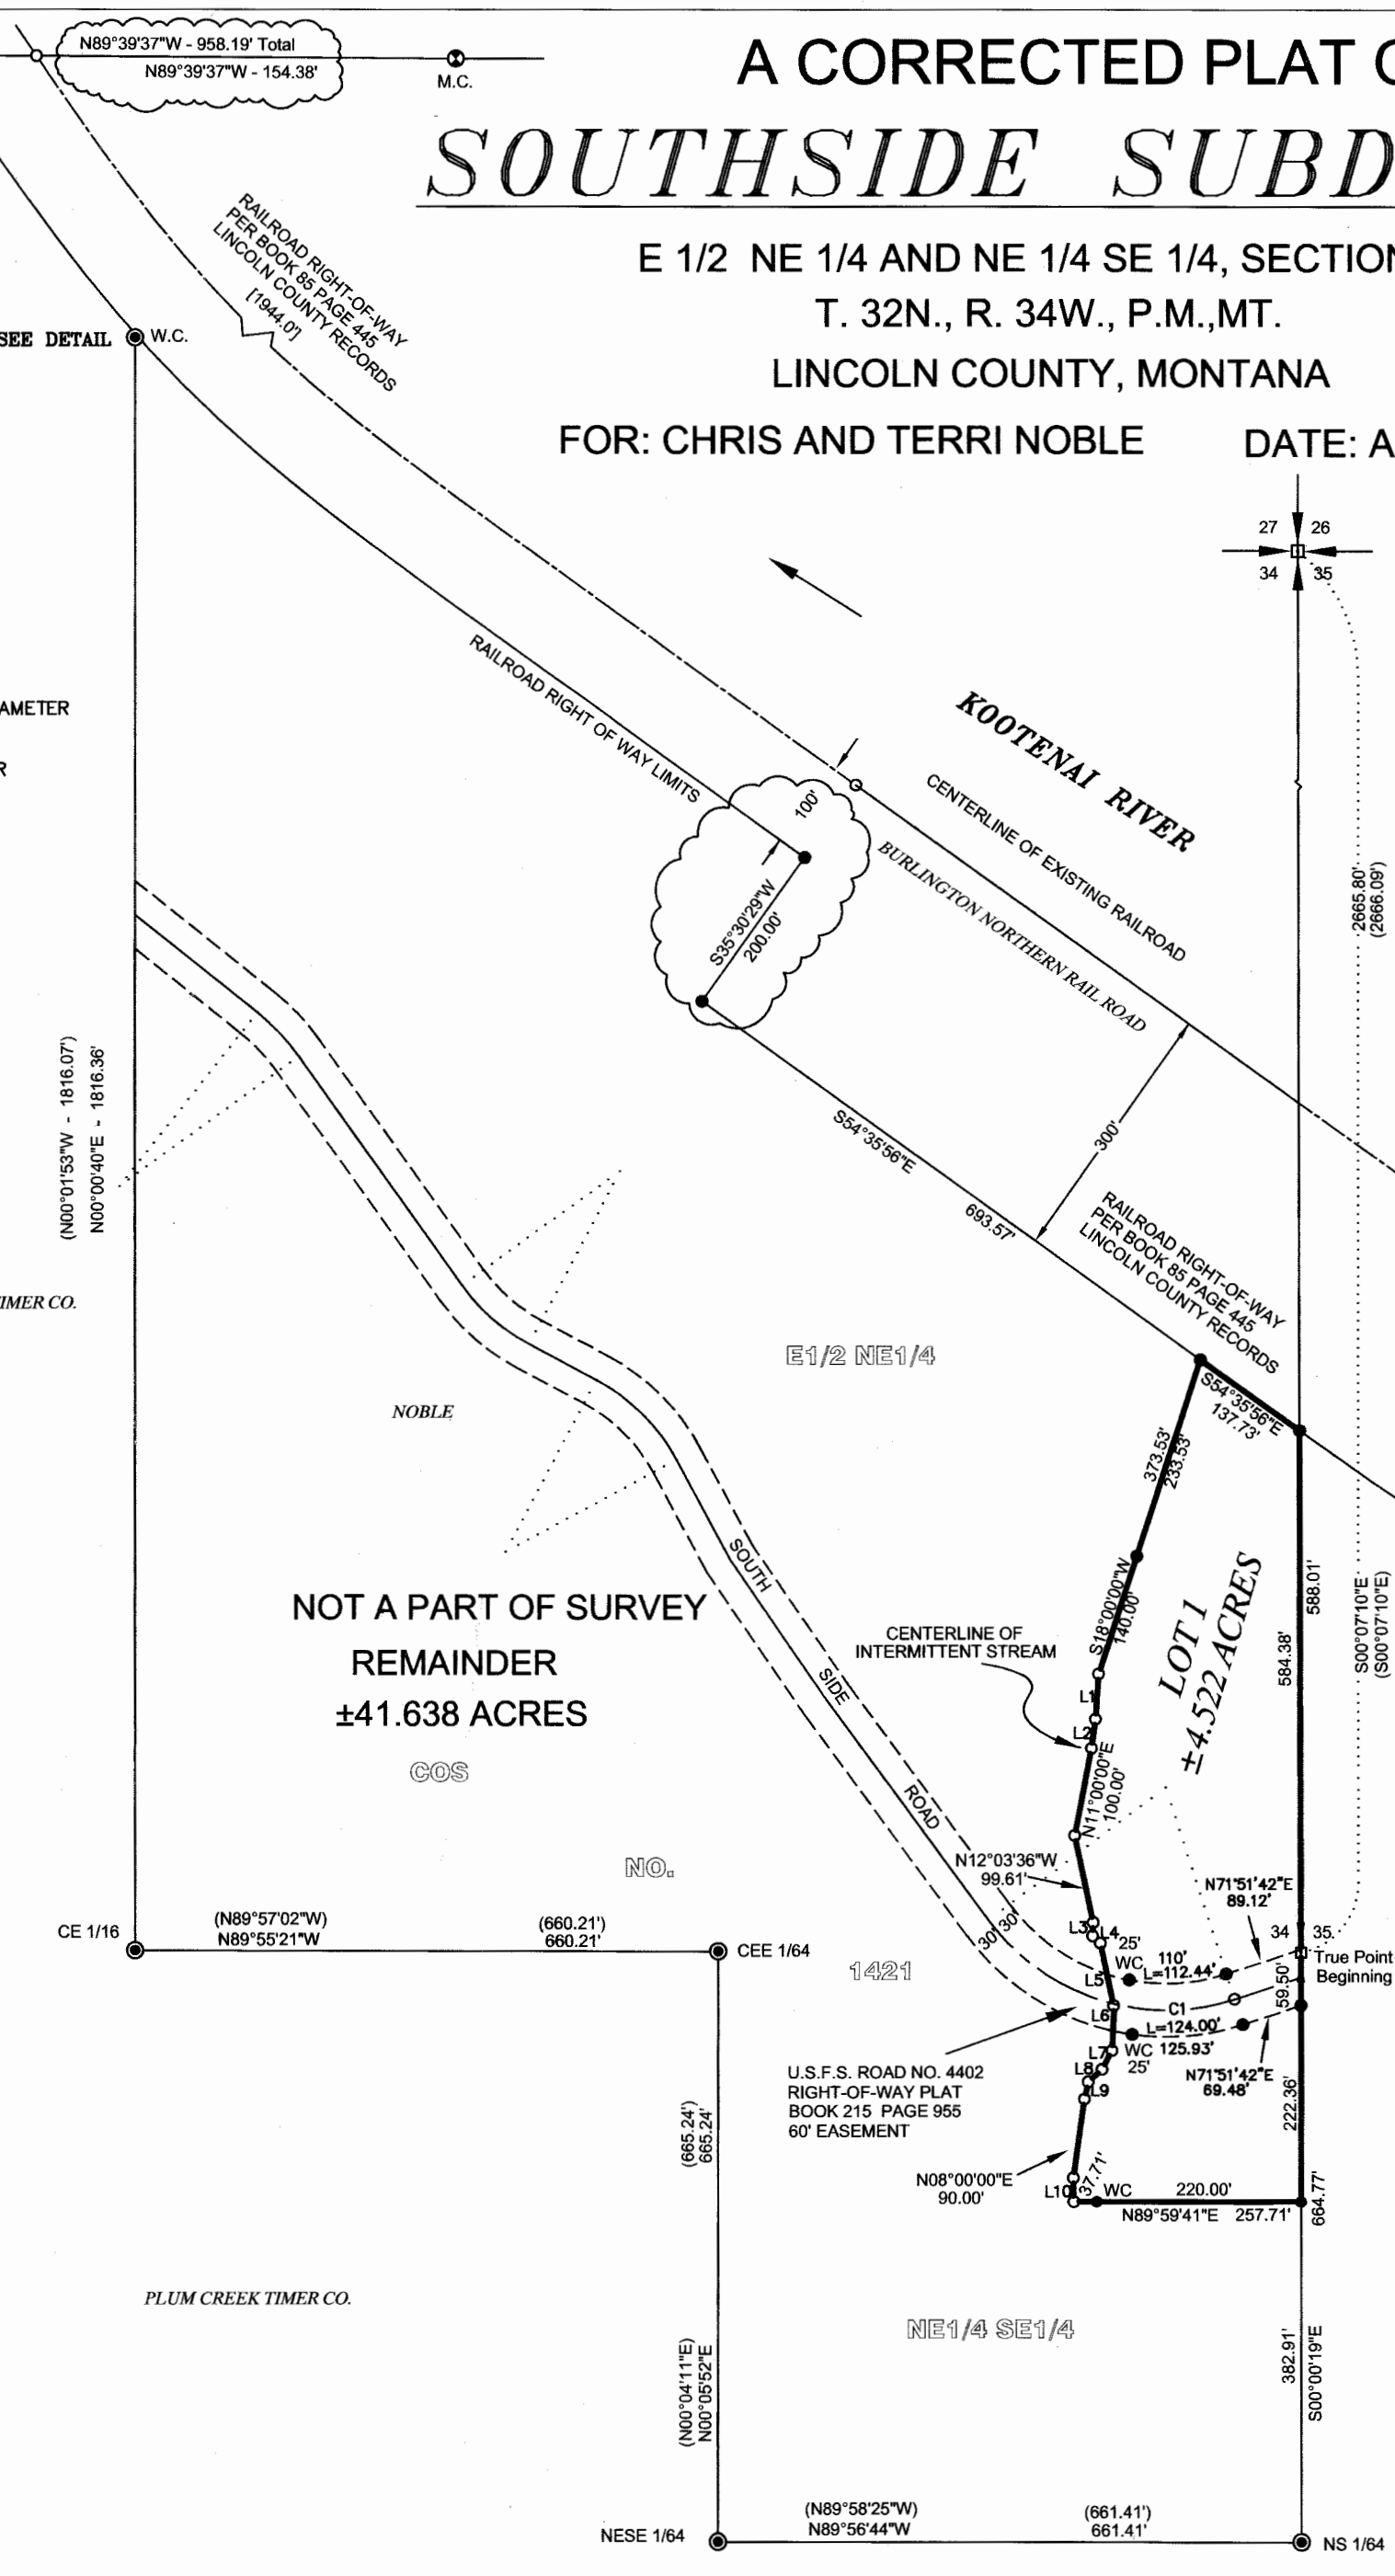 N89°39'37"W - 958.19' Total
N89°39'37"W - 154.38'
M.C.
A CORRECTED PLAT
SOUTHSIDE SUBD
E 1/2 NE 1/4 AND NE 1/4 SE 1/4, SECTION
T. 32N., R. 34W., P.M.,MT.
LINCOLN COUNTY, MONTANA
FOR: CHRIS AND TERRI NOBLE
DATE: A
RAILROAD RIGHT-OF-WAY
PER BOOK 85 PAGE 445
LINCOLN COUNTY RECORDS
[1944.0']
SEE DETAIL
W.C.
27 26
34 35
RAILROAD RIGHT OF WAY LIMITS
AMETER
R
KOOTENAI RIVER
CENTERLINE OF EXISTING RAILROAD
BURLINGTON NORTHERN RAIL ROAD
100'
S35°30'29"W
200.00'
2665.80'
(2666.09')
(N00°01'53"W - 1816.07')
N00°00'40"E - 1816.36'
S54°35'56"E
693.57'
300'
RAILROAD RIGHT-OF-WAY
PER BOOK 85 PAGE 445
LINCOLN COUNTY RECORDS
TIMER CO.
E1/2 NE1/4
NOBLE
S54°35'56"E
137.73'
373.53'
233.53'
S18°00'00"W
140.00'
LOT 1
±4.522 ACRES
588.01'
584.38'
S00°07'10"E
(S00°07'10"E)
SOUTH
SIDE
ROAD
NOT A PART OF SURVEY
REMAINDER
±41.638 ACRES
CENTERLINE OF
INTERMITTENT STREAM
L1
L2
COS
N11°00'00"E
100.00'
NO.
N12°03'36"W
99.61'
N71°51'42"E
89.12'
CE 1/16
(N89°57'02"W)
N89°55'21"W
(660.21')
660.21'
CEE 1/64
30'
30'
L3
L4
25'
WC
110'
L=112.44'
34 35
True Point
Beginning
1421
L5
59.50'
L6
C1
L=124.00'
L7
WC 125.93'
25'
L8
L9
N71°51'42"E
69.48'
U.S.F.S. ROAD NO. 4402
RIGHT-OF-WAY PLAT
BOOK 215 PAGE 955
60' EASEMENT
222.36'
(665.24')
665.24'
N08°00'00"E
90.00'
37.71'
L10
WC
220.00'
N89°59'41"E 257.71'
664.77'
PLUM CREEK TIMER CO.
NE1/4 SE1/4
(N00°04'11"E)
N00°05'52"E
382.91'
S00°00'19"E
(N89°58'25"W)
N89°56'44"W
(661.41')
661.41'
NESE 1/64
NS 1/64